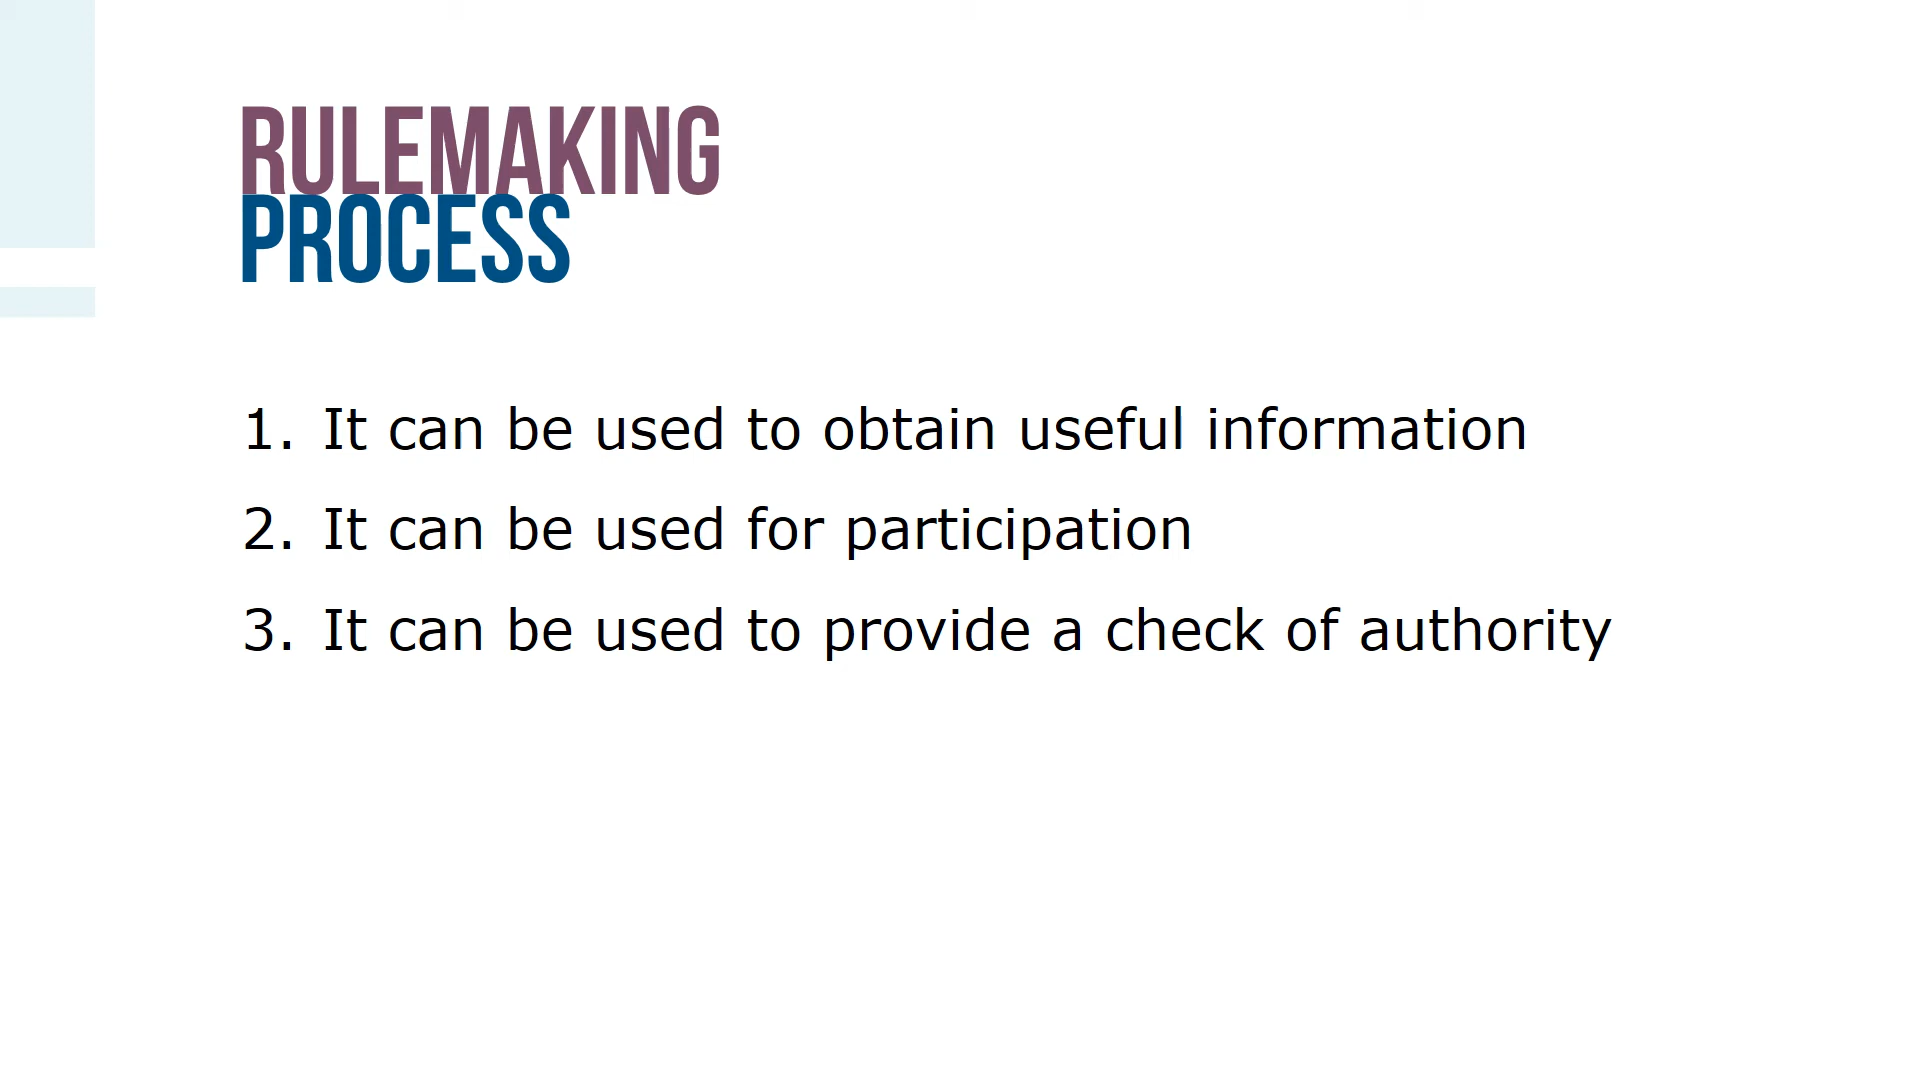 RULEMAKING
PROCESS
1. It can be used to obtain useful information
2. It can be used for participation
3. It can be used to provide a check of authority